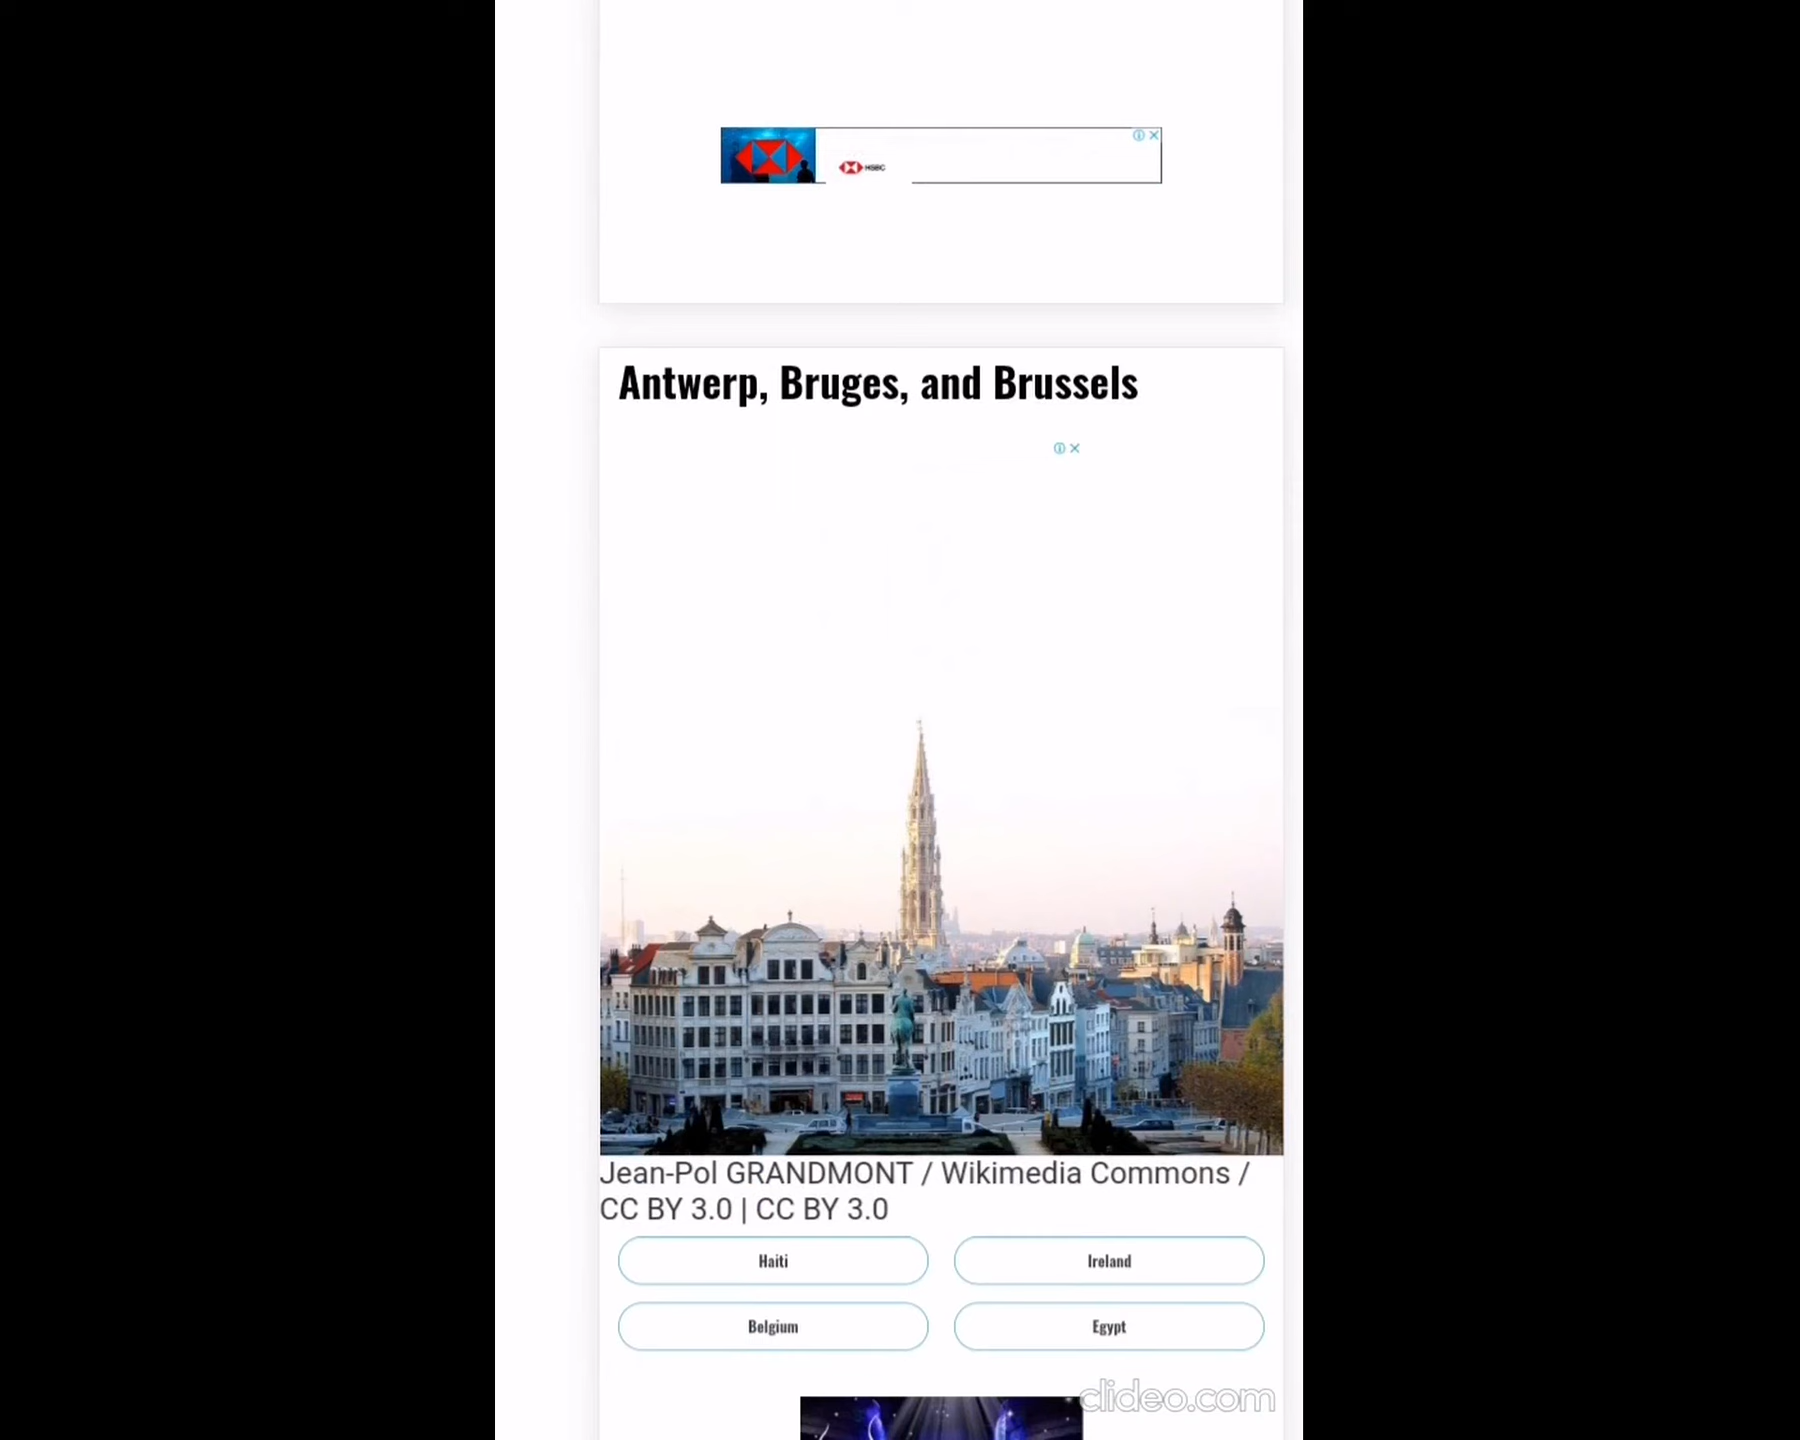 HSBC
Antwerp, Bruges, and Brussels
Jean-Pol GRANDMONT / Wikimedia Commons /
CC BY 3.0 | CC BY 3.0
Haiti
Ireland
Belgium
Egypt
clideo.com